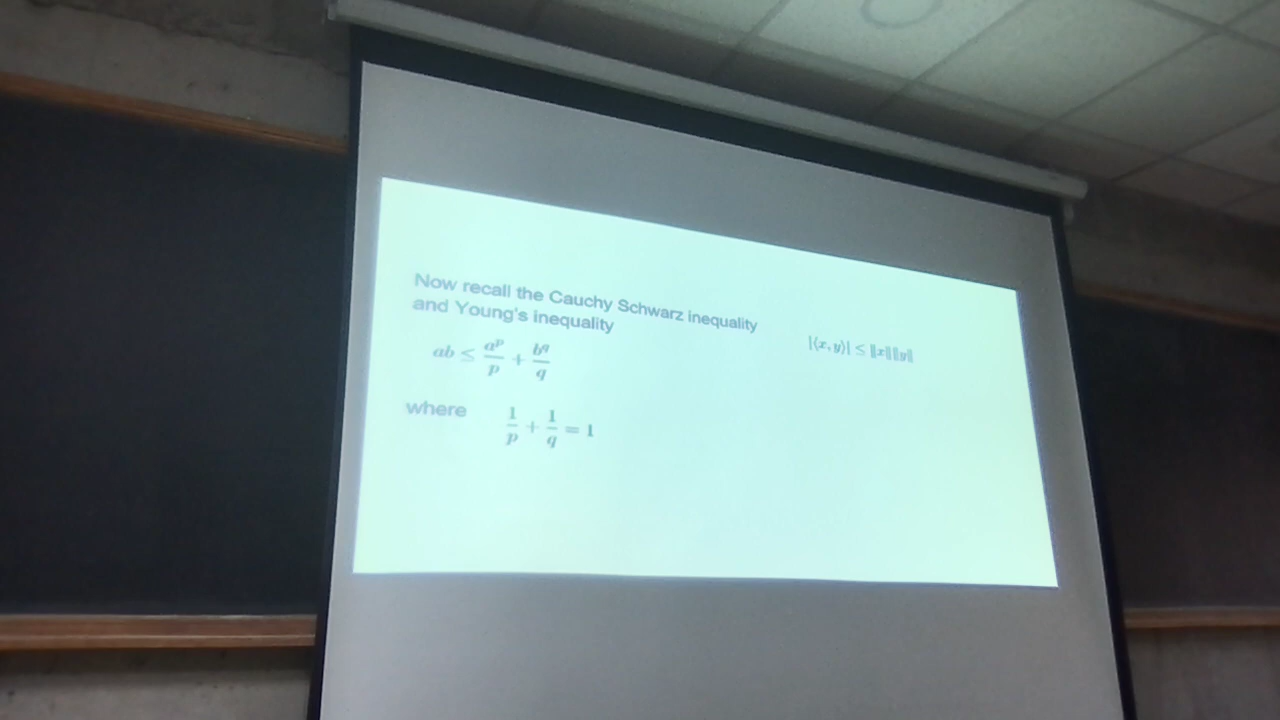 Now recall the Cauchy Schwarz inequality
and Young's inequality
ab ≤ a^p/p + b^q/q
|⟨x, y⟩| ≤ ‖x‖‖y‖
where 1/p + 1/q = 1